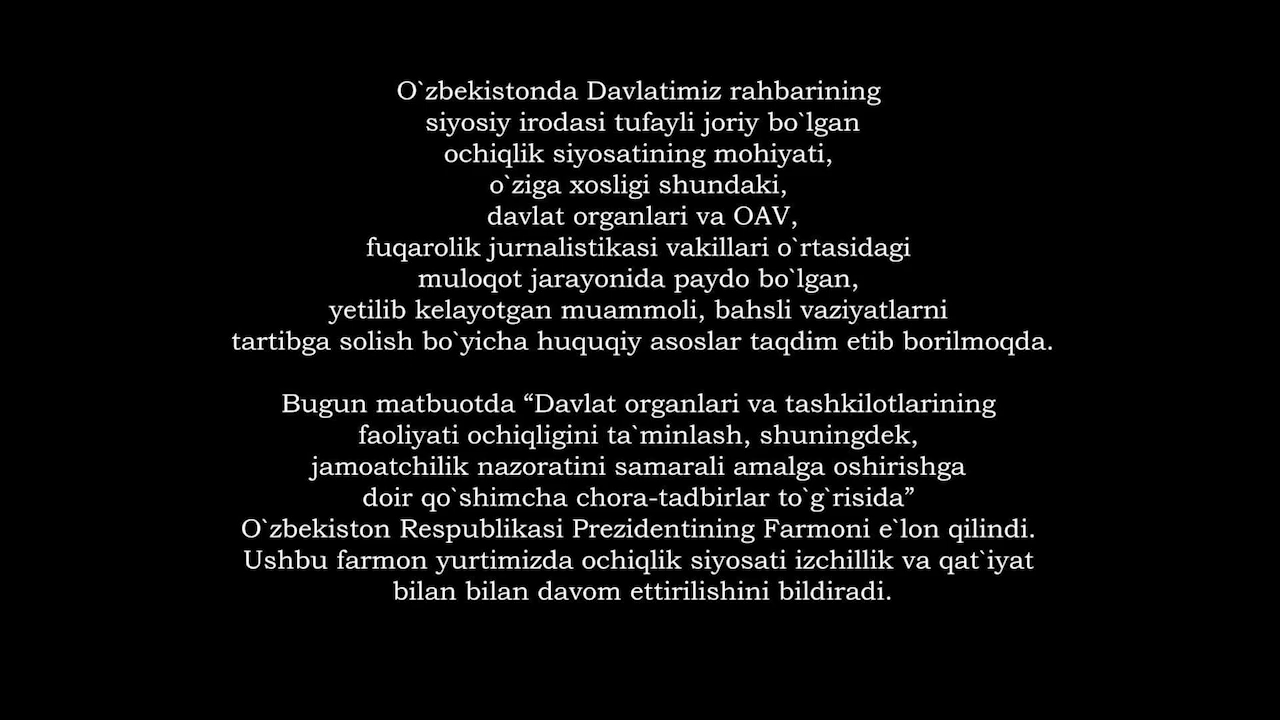 O`zbekistonda Davlatimiz rahbarining
siyosiy irodasi tufayli joriy bo`lgan
ochiqlik siyosatining mohiyati,
o`ziga xosligi shundaki,
davlat organlari va OAV,
fuqarolik jurnalistikasi vakillari o`rtasidagi
muloqot jarayonida paydo bo`lgan,
yetilib kelayotgan muammoli, bahsli vaziyatlarni
tartibga solish bo`yicha huquqiy asoslar taqdim etib borilmoqda.
Bugun matbuotda “Davlat organlari va tashkilotlarining
faoliyati ochiqligini ta`minlash, shuningdek,
jamoatchilik nazoratini samarali amalga oshirishga
doir qo`shimcha chora-tadbirlar to`g`risida”
O`zbekiston Respublikasi Prezidentining Farmoni e`lon qilindi.
Ushbu farmon yurtimizda ochiqlik siyosati izchillik va qat`iyat
bilan bilan davom ettirilishini bildiradi.